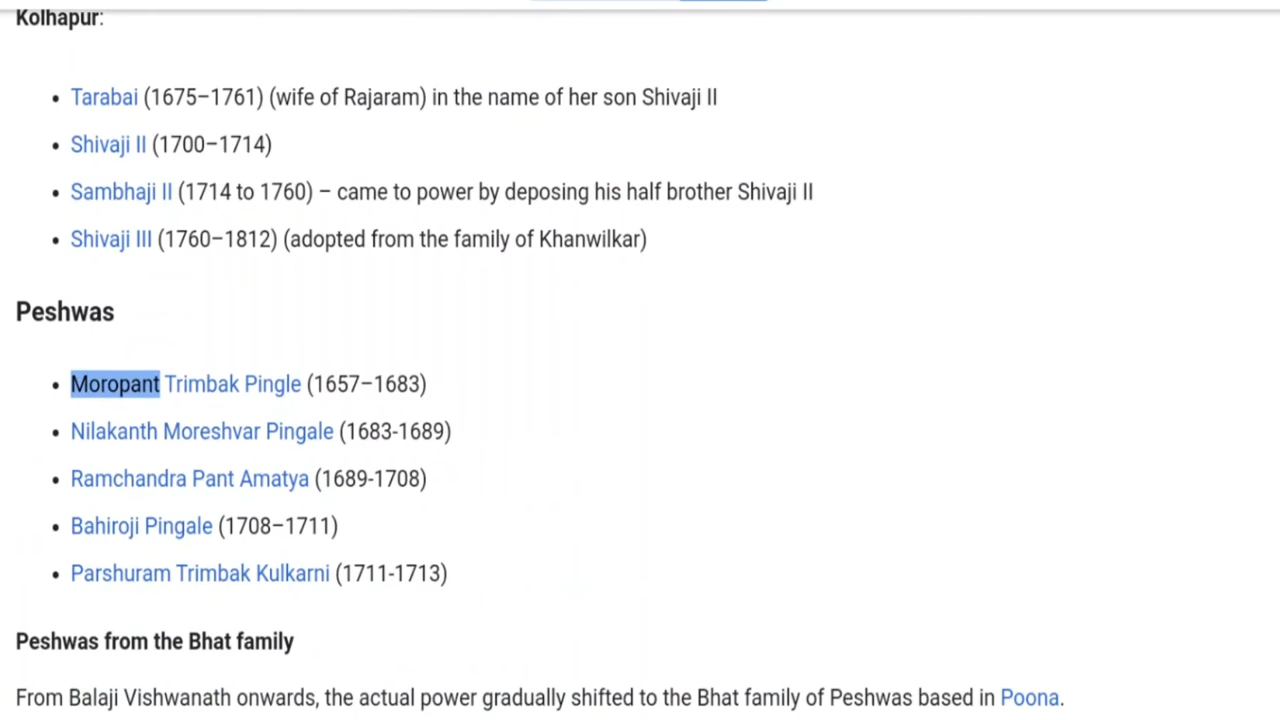 Kolhapur:
Tarabai (1675–1761) (wife of Rajaram) in the name of her son Shivaji II
Shivaji II (1700–1714)
Sambhaji II (1714 to 1760) – came to power by deposing his half brother Shivaji II
Shivaji III (1760–1812) (adopted from the family of Khanwilkar)
Peshwas
Moropant Trimbak Pingle (1657–1683)
Nilakanth Moreshvar Pingale (1683-1689)
Ramchandra Pant Amatya (1689-1708)
Bahiroji Pingale (1708–1711)
Parshuram Trimbak Kulkarni (1711-1713)
Peshwas from the Bhat family
From Balaji Vishwanath onwards, the actual power gradually shifted to the Bhat family of Peshwas based in Poona.